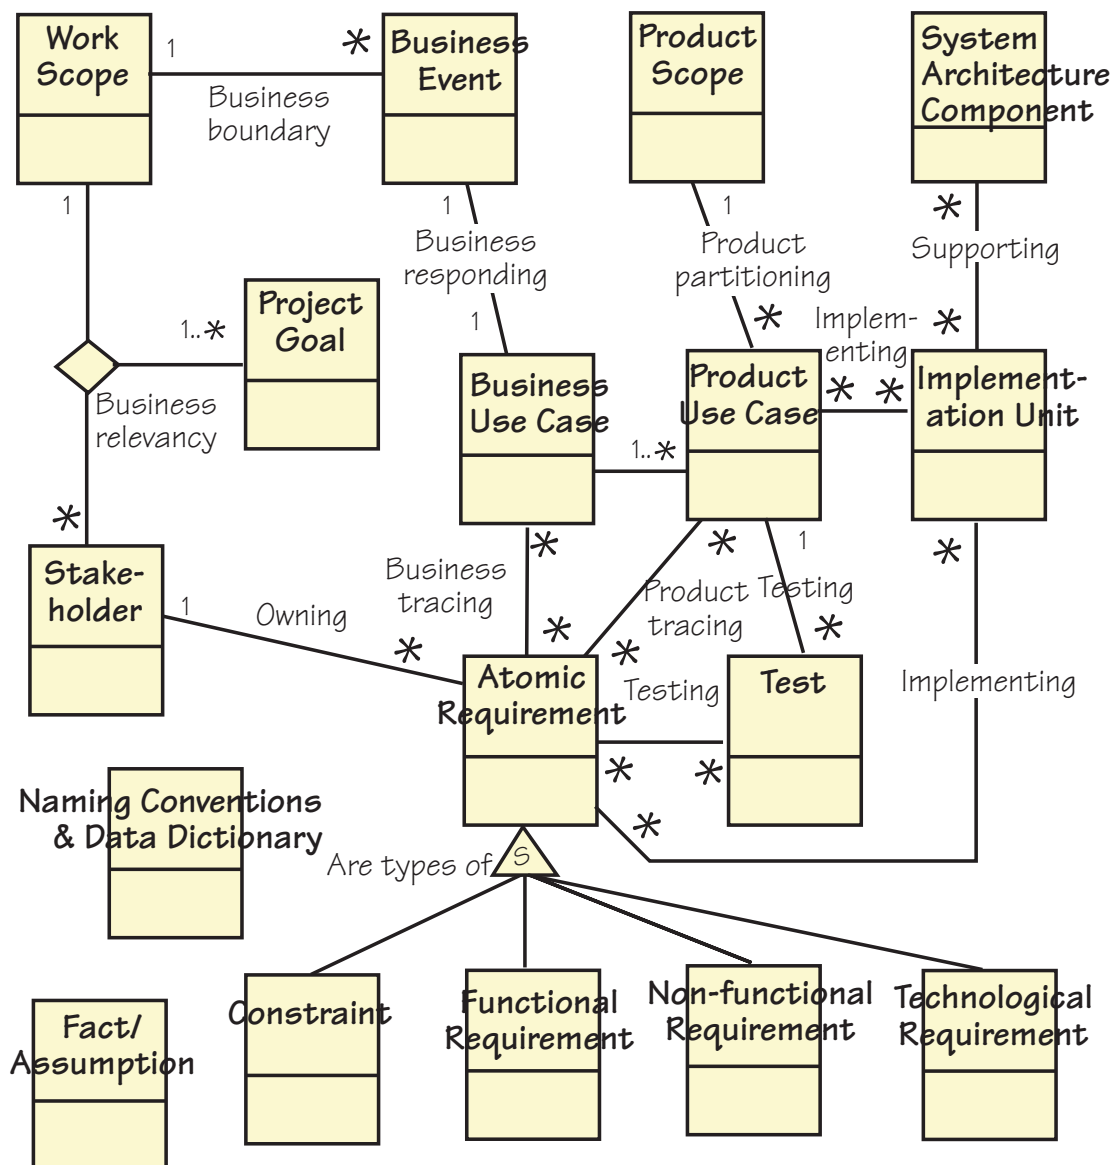 Work
Scope
1
*
Business
Event
Business
boundary
Product
Scope
System
Architecture
Component
1
1
Business
responding
1
1
Product
partitioning
*
*
Supporting
*
Implem-
enting
*
*
1..*
Project
Goal
Business
relevancy
*
Business
Use Case
1..*
Product
Use Case
Implement-
ation Unit
Stake-
holder
1
Owning
*
Business
tracing
*
*
*
Product
tracing
*
1
Testing
*
*
Atomic
Requirement
Testing
*
*
Test
Implementing
*
Naming Conventions
& Data Dictionary
Are types of
S
Fact/
Assumption
Constraint
Functional
Requirement
Non-functional
Requirement
Technological
Requirement